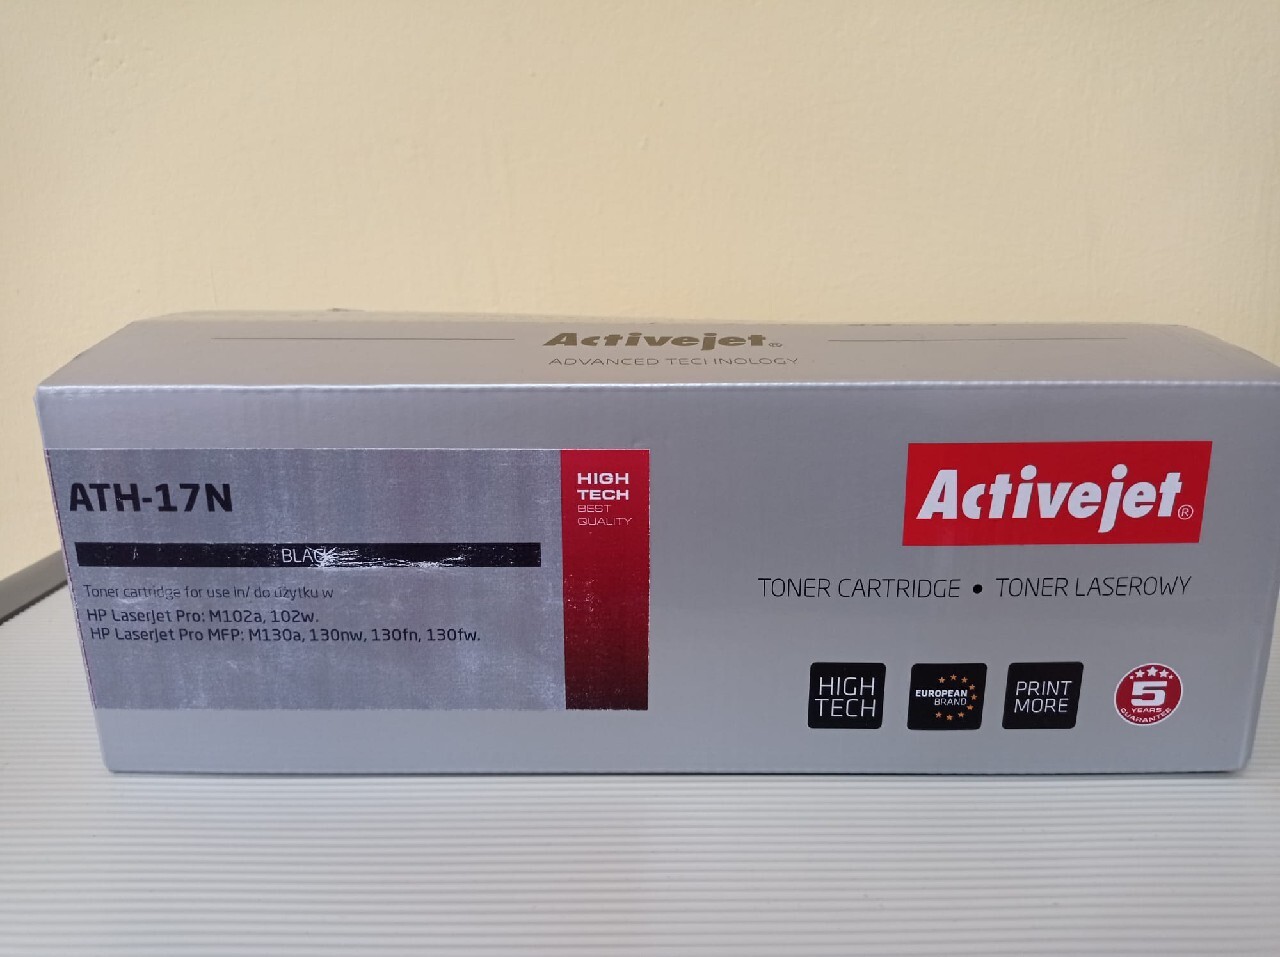 Activejet®
ADVANCED TECHNOLOGY
ATH-17N
BLACK
Toner cartridge for use in/ do użytku w
HP LaserJet Pro: M102a, 102w.
HP LaserJet Pro MFP: M130a, 130nw, 130fn, 130fw.
HIGH
TECH
BEST
QUALITY
Activejet®
TONER CARTRIDGE • TONER LASEROWY
HIGH
TECH
EUROPEAN
BRAND
PRINT
MORE
5
YEARS
GUARANTEE